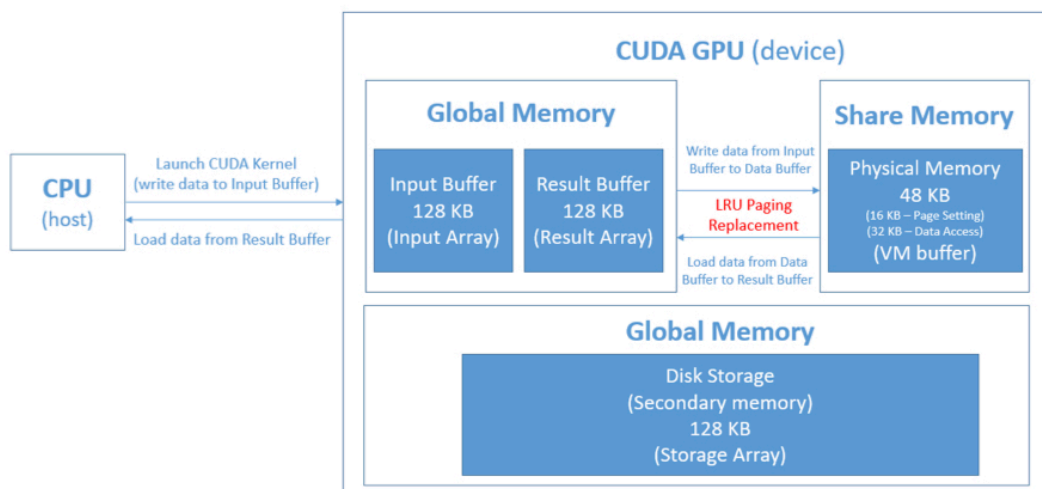 CUDA GPU (device)
Global Memory
Share Memory
CPU
(host)
Launch CUDA Kernel
(write data to Input Buffer)
Load data from Result Buffer
Input Buffer
128 KB
(Input Array)
Result Buffer
128 KB
(Result Array)
Write data from Input
Buffer to Data Buffer
LRU Paging
Replacement
Load data from Data
Buffer to Result Buffer
Physical Memory
48 KB
(16 KB – Page Setting)
(32 KB – Data Access)
(VM buffer)
Global Memory
Disk Storage
(Secondary memory)
128 KB
(Storage Array)